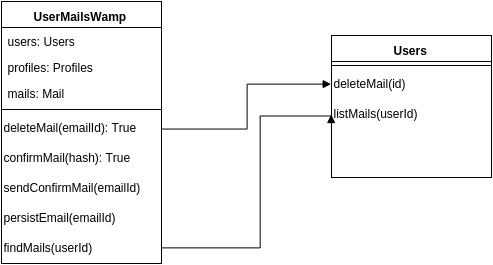 UserMailsWamp
users: Users
profiles: Profiles
mails: Mail
deleteMail(emailId): True
confirmMail(hash): True
sendConfirmMail(emailId)
persistEmail(emailId)
findMails(userId)
Users
deleteMail(id)
listMails(userId)